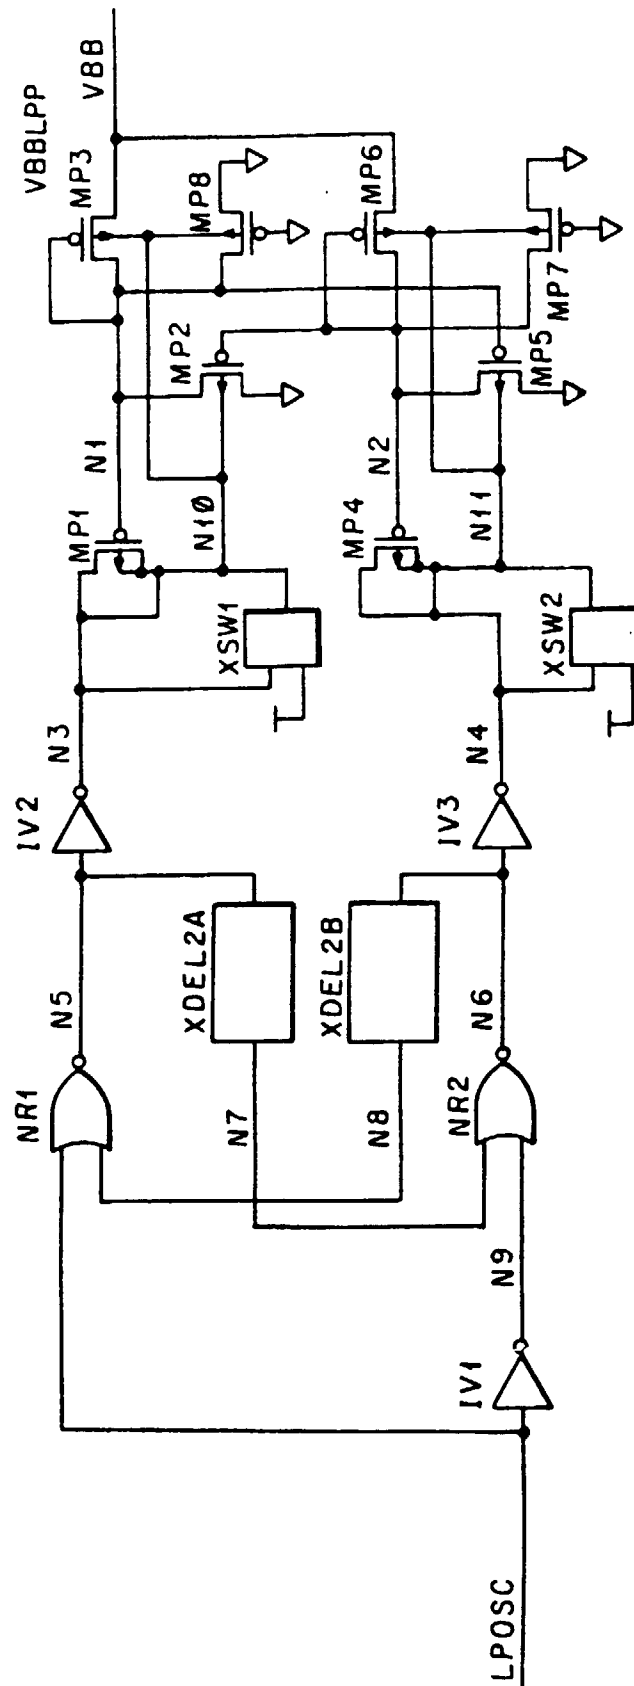 LPOSC
IV1
N9
NR1
NR2
N7
N8
N5
N6
XDEL2A
XDEL2B
IV2
IV3
N3
N4
XSW1
XSW2
MP1
MP4
N10
N11
N1
N2
MP2
MP5
MP3
MP8
MP6
MP7
VBBLPP
VBB